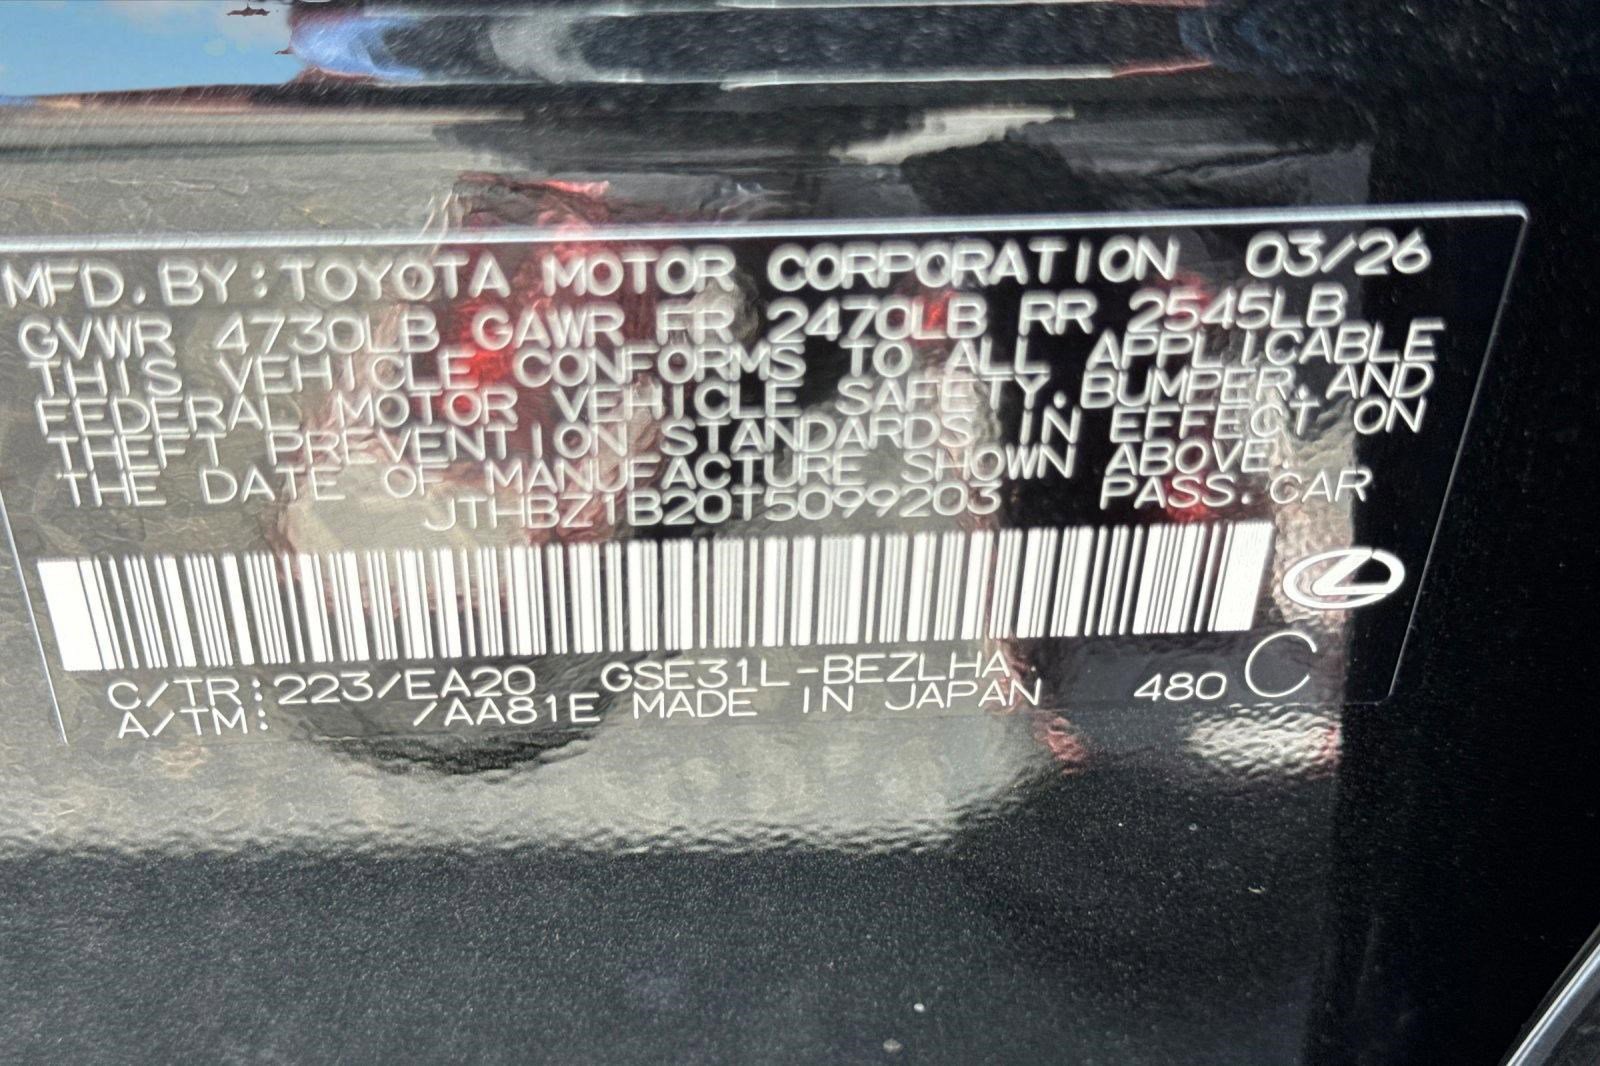 MFD. BY: TOYOTA MOTOR CORPORATION 03/26
GVWR 4730LB GAWR FR 2470LB RR 2545LB
THIS VEHICLE CONFORMS TO ALL APPLICABLE
FEDERAL MOTOR VEHICLE SAFETY, BUMPER, AND
THEFT PREVENTION STANDARDS IN EFFECT ON
THE DATE OF MANUFACTURE SHOWN ABOVE.
JTHBZ1B20T5099203 PASS. CAR
C/TR: 223/EA20 GSE31L-BEZLHA 480 C
A/TM: /AA81E MADE IN JAPAN